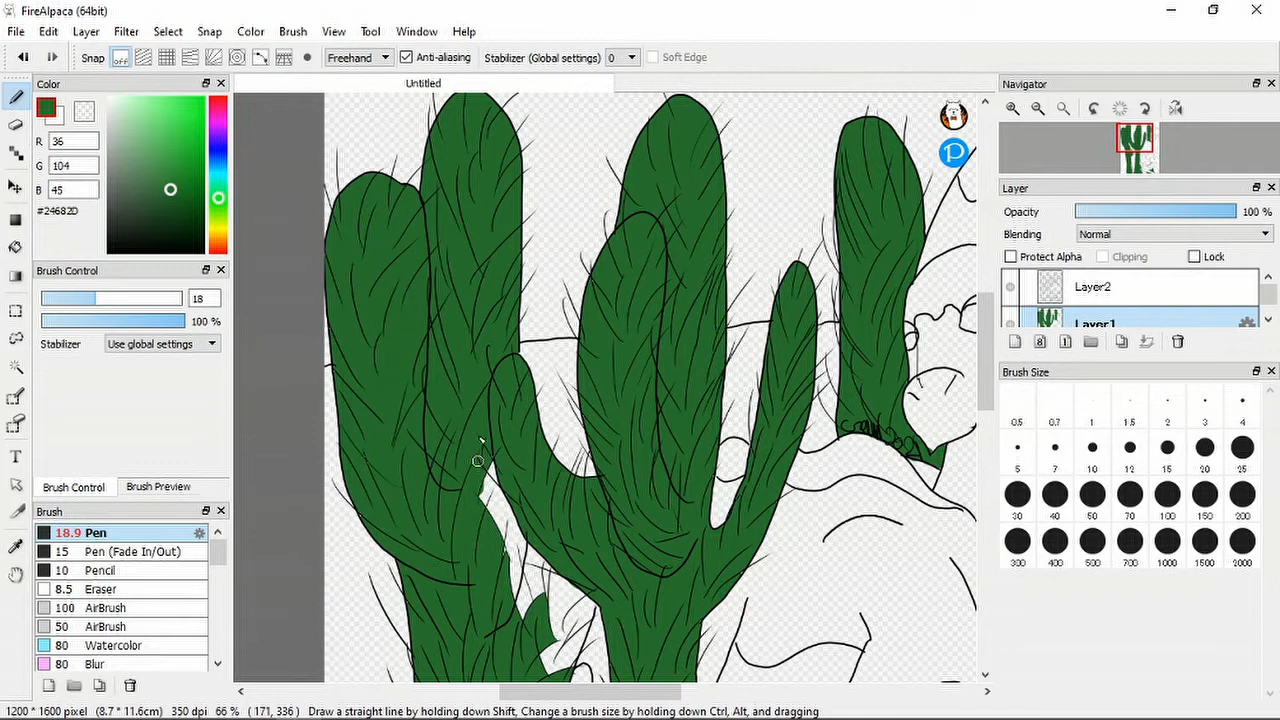 FireAlpaca (64bit)
File Edit Layer Filter Select Snap Color Brush View Tool Window Help
Snap off Freehand Anti-aliasing Stabilizer (Global settings) 0 Soft Edge
Color
Untitled
Navigator
R 36
G 104
B 45
#24682D
Layer
Opacity 100 %
Blending Normal
Protect Alpha Clipping Lock
Layer2
Layer1
Brush Control
18
100 %
Stabilizer Use global settings
Brush Control Brush Preview
Brush
18.9 Pen
15 Pen (Fade In/Out)
10 Pencil
8.5 Eraser
100 AirBrush
50 AirBrush
80 Watercolor
80 Blur
Brush Size
0.5 0.7 1 1.5 2 3 4
5 7 10 12 15 20 25
30 40 50 70 100 150 200
300 400 500 700 1000 1500 2000
1200 * 1600 pixel (8.7 * 11.6cm) 350 dpi 66 % ( 171, 336 ) Draw a straight line by holding down Shift, Change a brush size by holding down Ctrl, Alt, and dragging